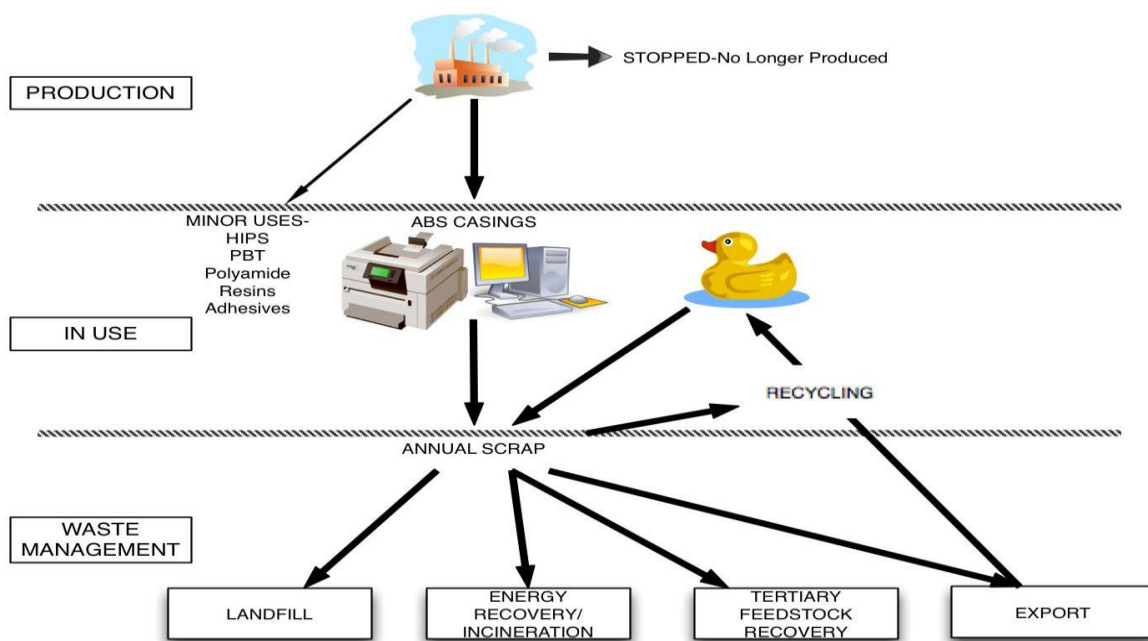 STOPPED-No Longer Produced
PRODUCTION
MINOR USES-
HIPS
PBT
Polyamide
Resins
Adhesives
ABS CASINGS
IN USE
RECYCLING
ANNUAL SCRAP
WASTE
MANAGEMENT
LANDFILL
ENERGY
RECOVERY/
INCINERATION
TERTIARY
FEEDSTOCK
RECOVERY
EXPORT